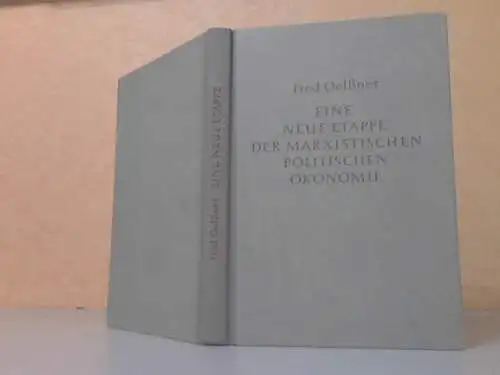 Fred Oelßner
EINE
NEUE ETAPPE
DER MARXISTISCHEN
POLITISCHEN
ÖKONOMIE
Fred Oelßner EINE NEUE ETAPPE